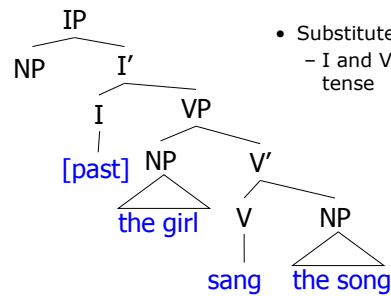 IP
• Substitute
NP I’
– I and V
tense
I VP
[past] NP V’
the girl V NP
sang the song